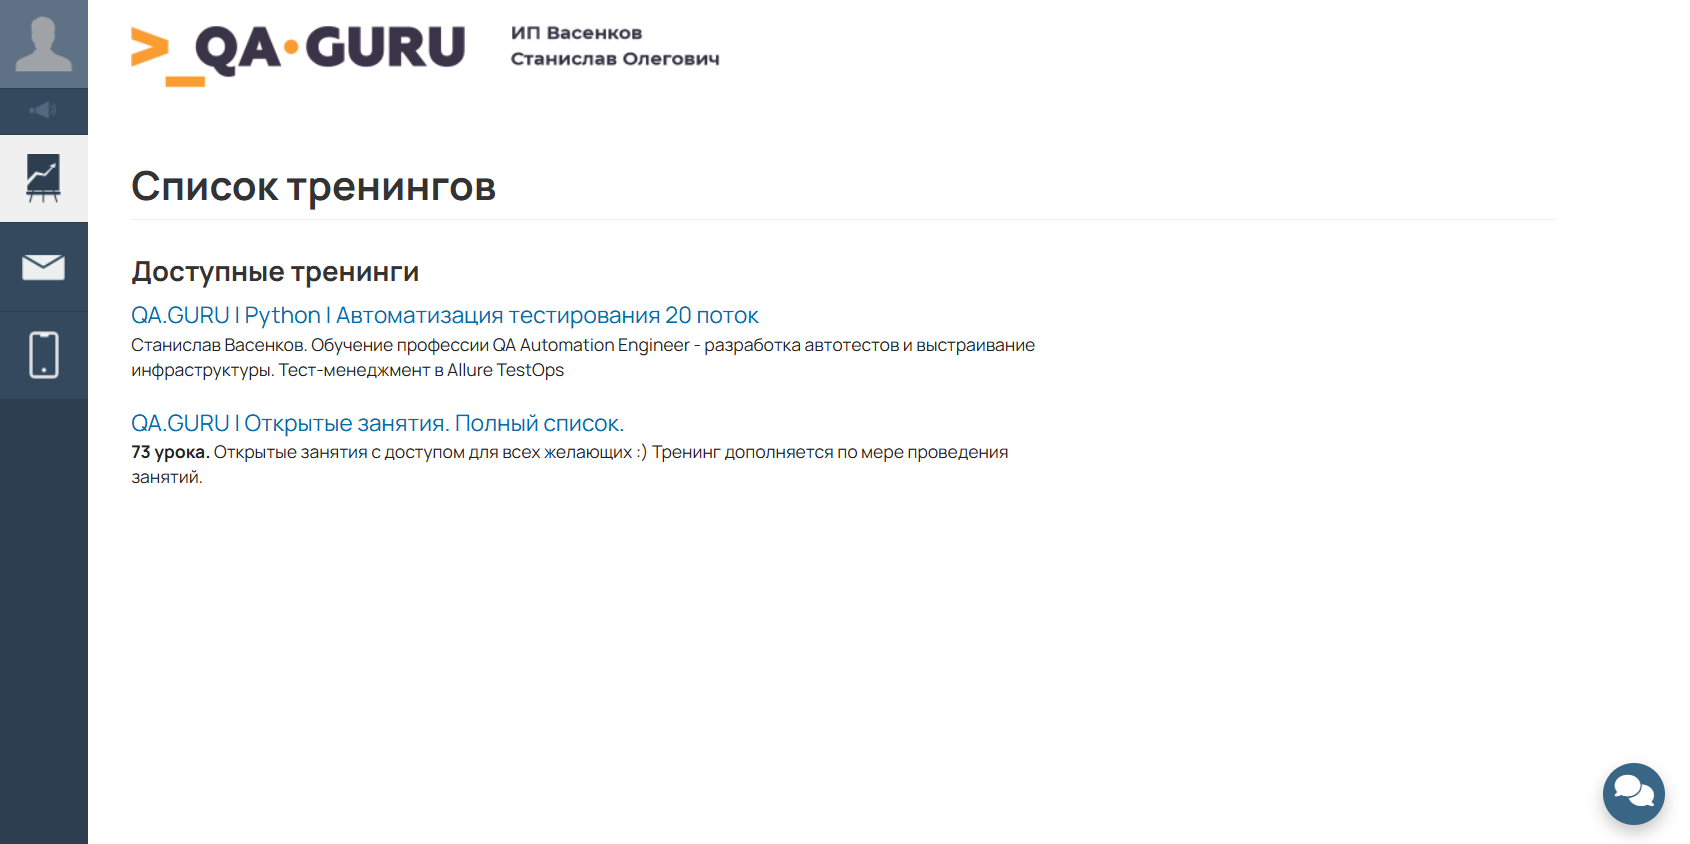 >_QA•GURU
ИП Васенков
Станислав Олегович
Список тренингов
Доступные тренинги
QA.GURU | Python | Автоматизация тестирования 20 поток
Станислав Васенков. Обучение профессии QA Automation Engineer - разработка автотестов и выстраивание
инфраструктуры. Тест-менеджмент в Allure TestOps
QA.GURU | Открытые занятия. Полный список.
73 урока. Открытые занятия с доступом для всех желающих :) Тренинг дополняется по мере проведения
занятий.